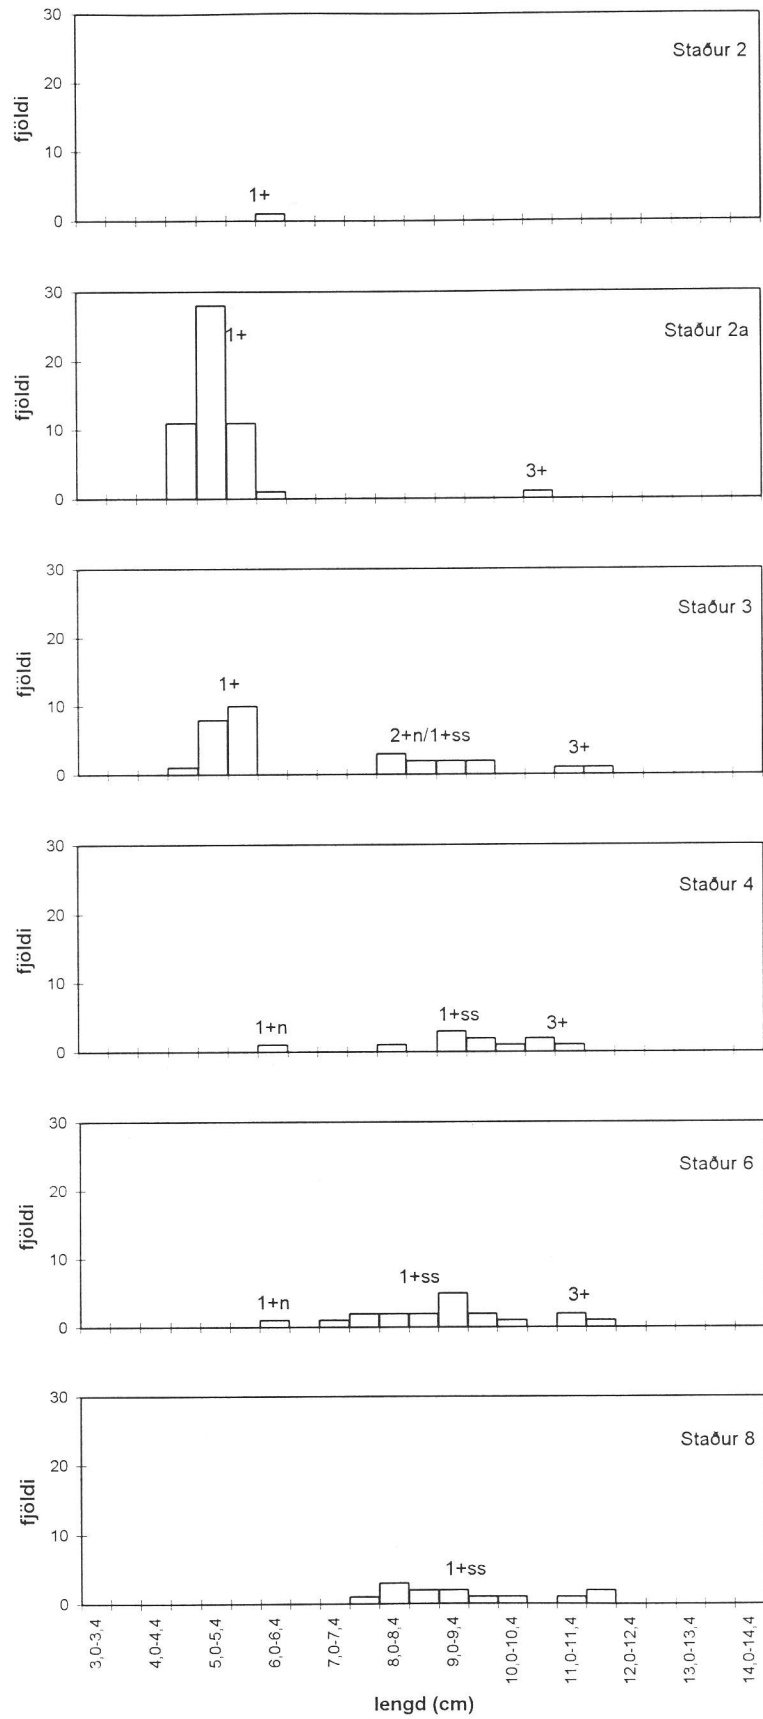 30
Staður 2
20
fjöldi
10
1+
0
30
Staður 2a
1+
20
fjöldi
10
3+
0
30
Staður 3
20
fjöldi
1+
10
2+n/1+ss
3+
0
30
Staður 4
20
fjöldi
10
1+n
1+ss
3+
0
30
Staður 6
20
fjöldi
10
1+n
1+ss
3+
0
30
Staður 8
20
fjöldi
10
1+ss
0
3,0-3,4
4,0-4,4
5,0-5,4
6,0-6,4
7,0-7,4
8,0-8,4
9,0-9,4
10,0-10,4
11,0-11,4
12,0-12,4
13,0-13,4
14,0-14,4
lengd (cm)